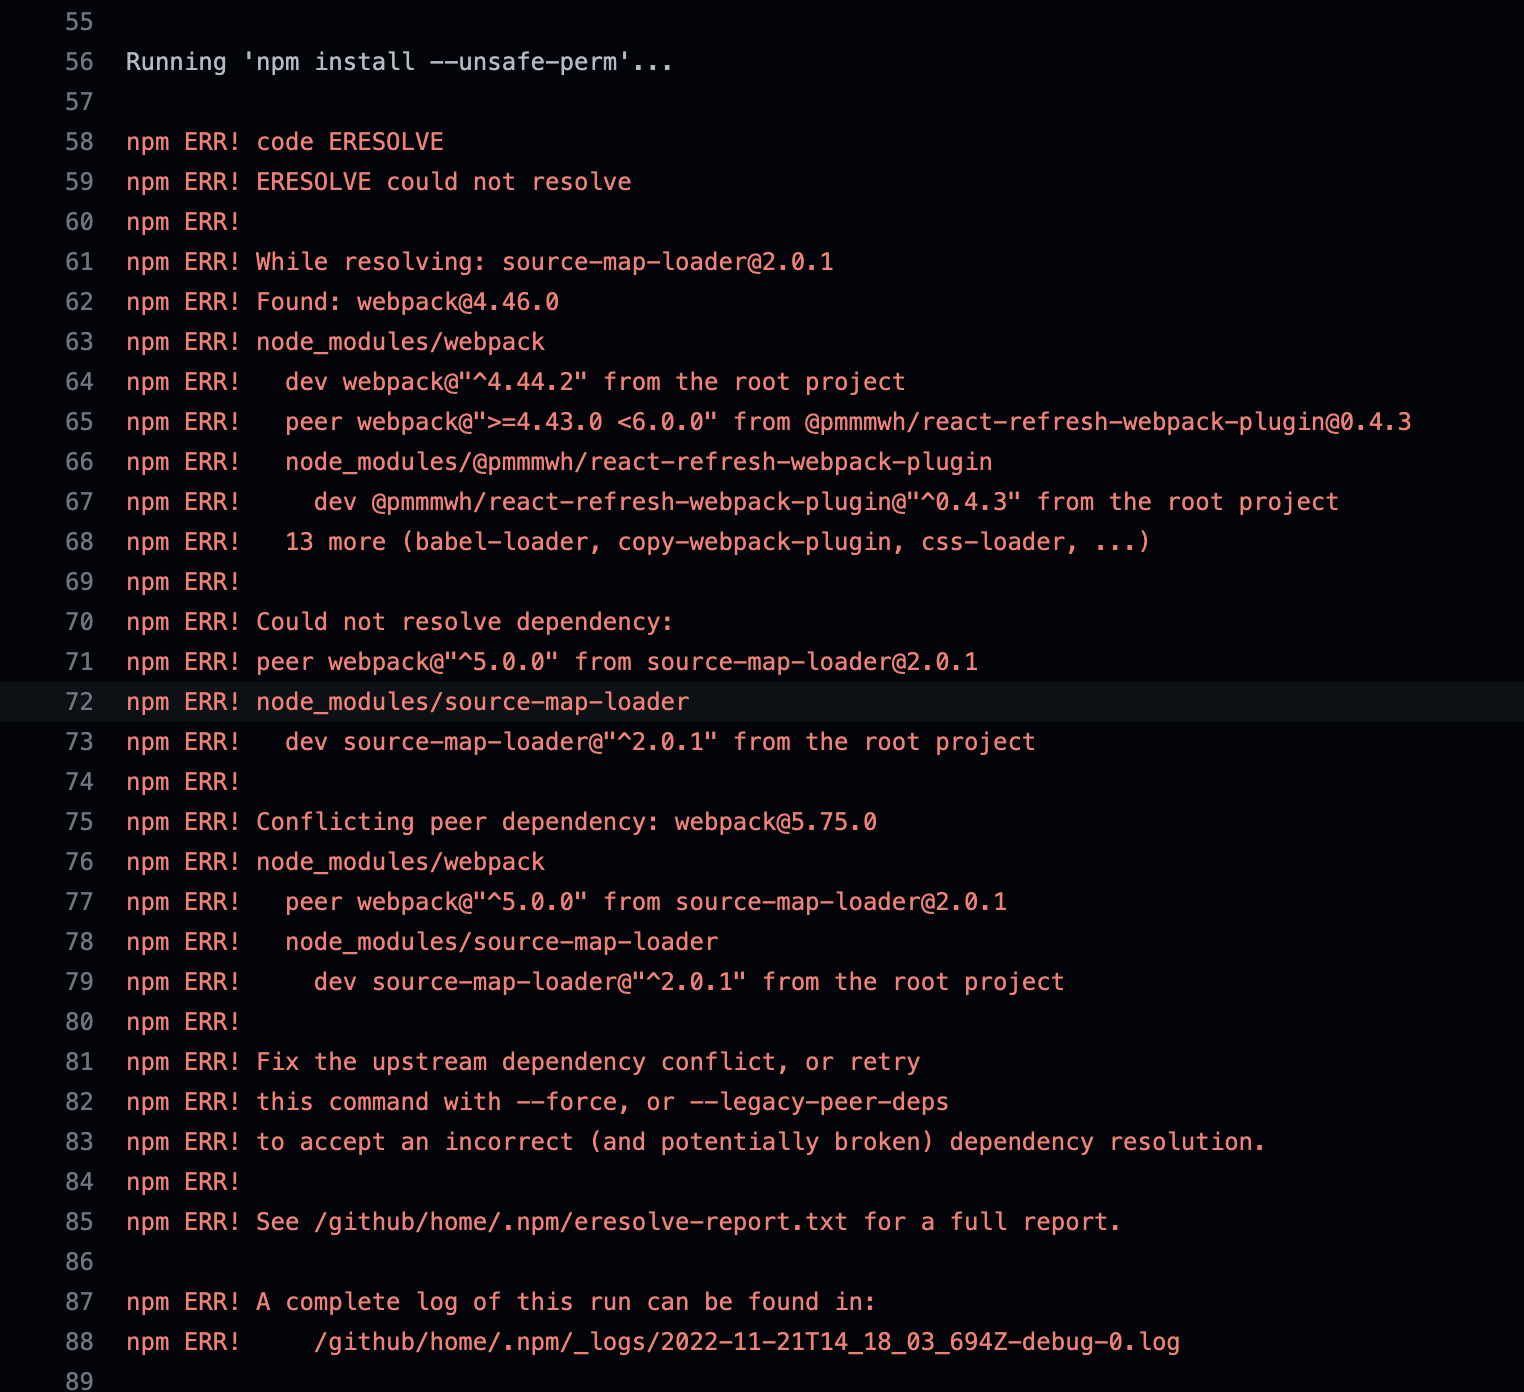 55
56 Running 'npm install --unsafe-perm'...
57
58 npm ERR! code ERESOLVE
59 npm ERR! ERESOLVE could not resolve
60 npm ERR!
61 npm ERR! While resolving: source-map-loader@2.0.1
62 npm ERR! Found: webpack@4.46.0
63 npm ERR! node_modules/webpack
64 npm ERR!   dev webpack@"^4.44.2" from the root project
65 npm ERR!   peer webpack@">=4.43.0 <6.0.0" from @pmmmwh/react-refresh-webpack-plugin@0.4.3
66 npm ERR!   node_modules/@pmmmwh/react-refresh-webpack-plugin
67 npm ERR!     dev @pmmmwh/react-refresh-webpack-plugin@"^0.4.3" from the root project
68 npm ERR!   13 more (babel-loader, copy-webpack-plugin, css-loader, ...)
69 npm ERR!
70 npm ERR! Could not resolve dependency:
71 npm ERR! peer webpack@"^5.0.0" from source-map-loader@2.0.1
72 npm ERR! node_modules/source-map-loader
73 npm ERR!   dev source-map-loader@"^2.0.1" from the root project
74 npm ERR!
75 npm ERR! Conflicting peer dependency: webpack@5.75.0
76 npm ERR! node_modules/webpack
77 npm ERR!   peer webpack@"^5.0.0" from source-map-loader@2.0.1
78 npm ERR!   node_modules/source-map-loader
79 npm ERR!     dev source-map-loader@"^2.0.1" from the root project
80 npm ERR!
81 npm ERR! Fix the upstream dependency conflict, or retry
82 npm ERR! this command with --force, or --legacy-peer-deps
83 npm ERR! to accept an incorrect (and potentially broken) dependency resolution.
84 npm ERR!
85 npm ERR! See /github/home/.npm/eresolve-report.txt for a full report.
86
87 npm ERR! A complete log of this run can be found in:
88 npm ERR!     /github/home/.npm/_logs/2022-11-21T14_18_03_694Z-debug-0.log
89